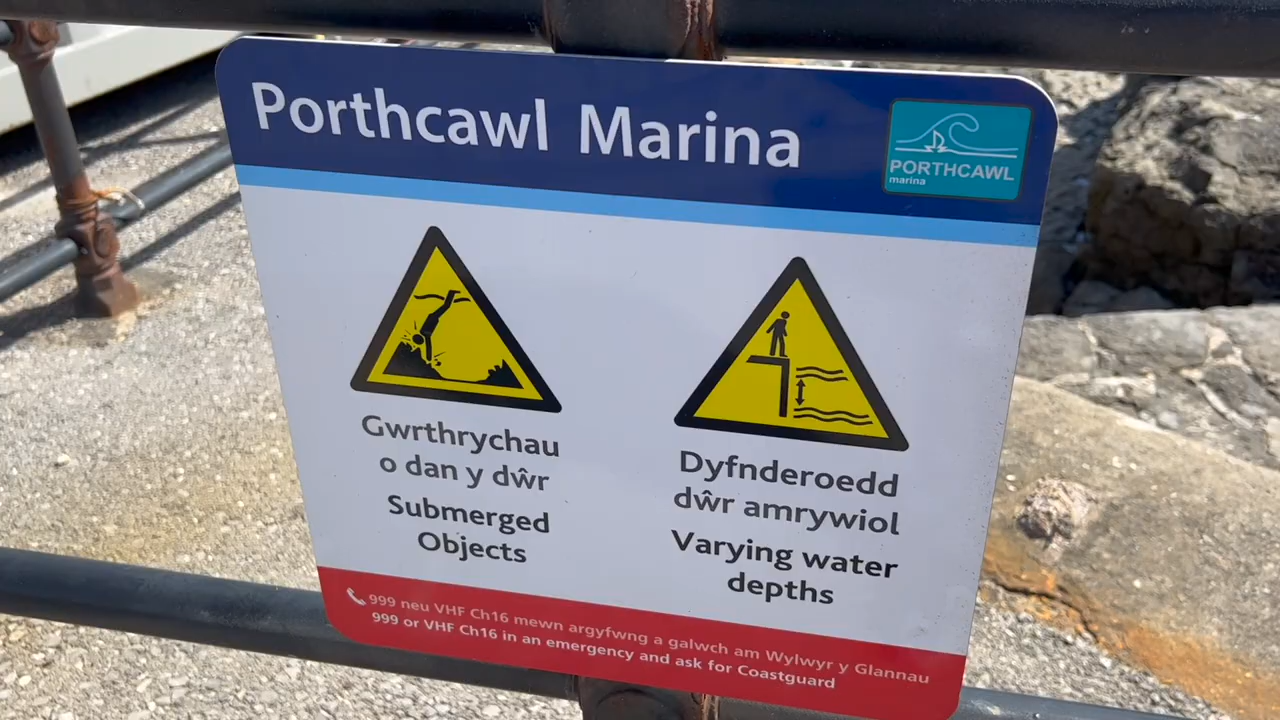 Porthcawl Marina
PORTHCAWL
marina
Gwrthrychau
o dan y dŵr
Submerged
Objects
Dyfnderoedd
dŵr amrywiol
Varying water
depths
999 neu VHF Ch16 mewn argyfwng a galwch am Wylwyr y Glannau
999 or VHF Ch16 in an emergency and ask for Coastguard